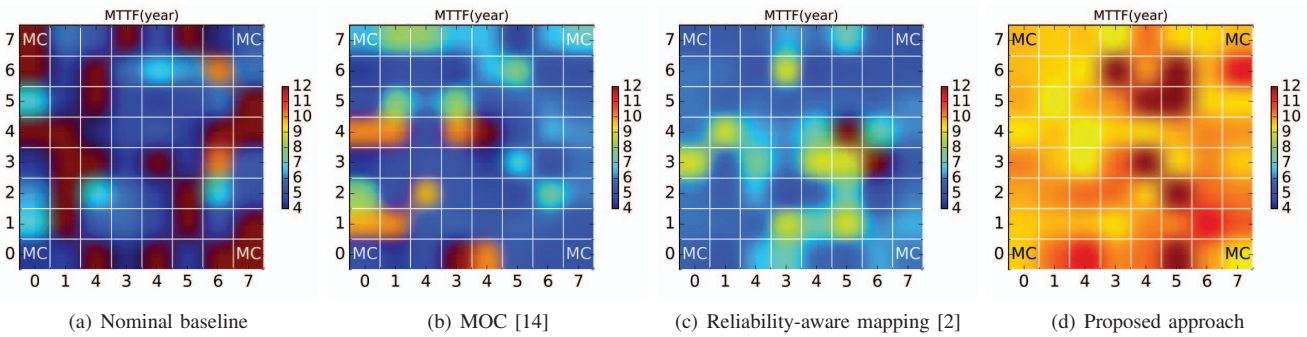 MTTF(year)
7
6
5
4
3
2
1
0
MC
MC
MC
MC
0 1 4 3 4 5 6 7
12
11
10
9
8
7
6
5
4
(a) Nominal baseline
MTTF(year)
7
6
5
4
3
2
1
0
MC
MC
MC
MC
0 1 4 3 4 5 6 7
12
11
10
9
8
7
6
5
4
(b) MOC [14]
MTTF(year)
7
6
5
4
3
2
1
0
MC
MC
MC
MC
0 1 4 3 4 5 6 7
12
11
10
9
8
7
6
5
4
(c) Reliability-aware mapping [2]
MTTF(year)
7
6
5
4
3
2
1
0
MC
MC
MC
MC
0 1 4 3 4 5 6 7
12
11
10
9
8
7
6
5
4
(d) Proposed approach